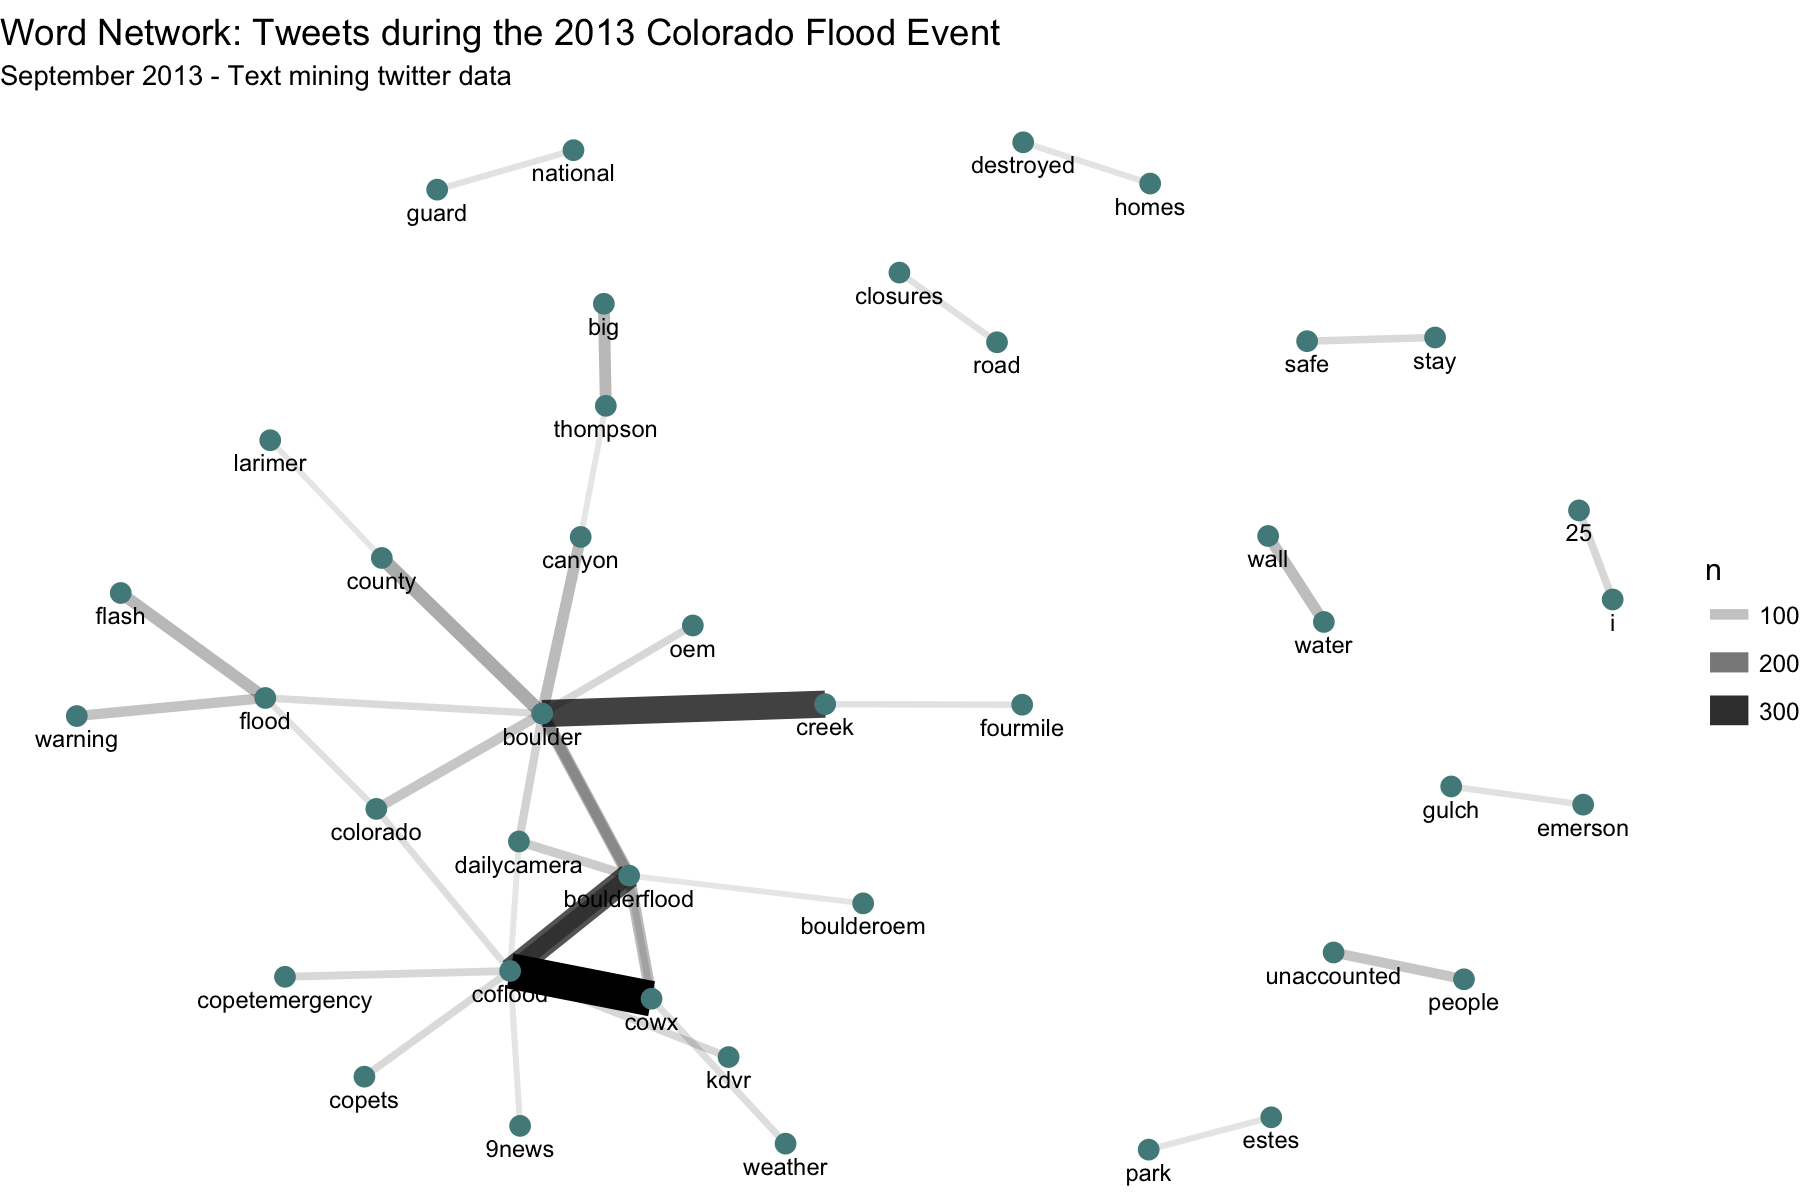 Word Network: Tweets during the 2013 Colorado Flood Event
September 2013 - Text mining twitter data
national
guard
destroyed
homes
closures
road
big
safe
stay
thompson
larimer
25
wall
canyon
county
n
flash
100
i
water
oem
200
flood
300
warning
boulder
creek
fourmile
gulch
emerson
colorado
dailycamera
boulderflood
boulderoem
unaccounted
people
copetemergency
coflood
cowx
kdvr
copets
9news
estes
weather
park